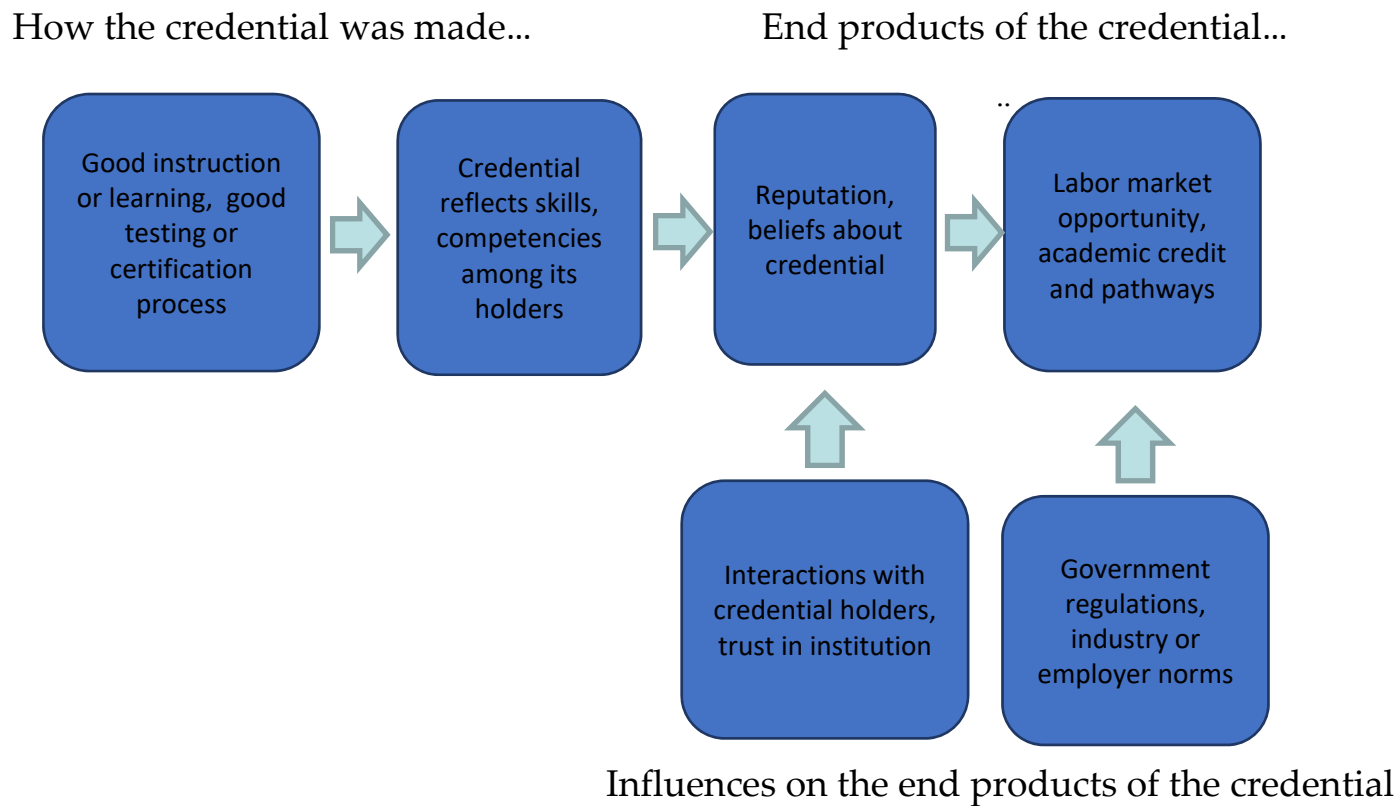 How the credential was made...
End products of the credential...
..
Good instruction
or learning,  good
testing or
certification
process
Credential
reflects skills,
competencies
among its
holders
Reputation,
beliefs about
credential
Labor market
opportunity,
academic credit
and pathways
Interactions with
credential holders,
trust in institution
Government
regulations,
industry or
employer norms
Influences on the end products of the credential